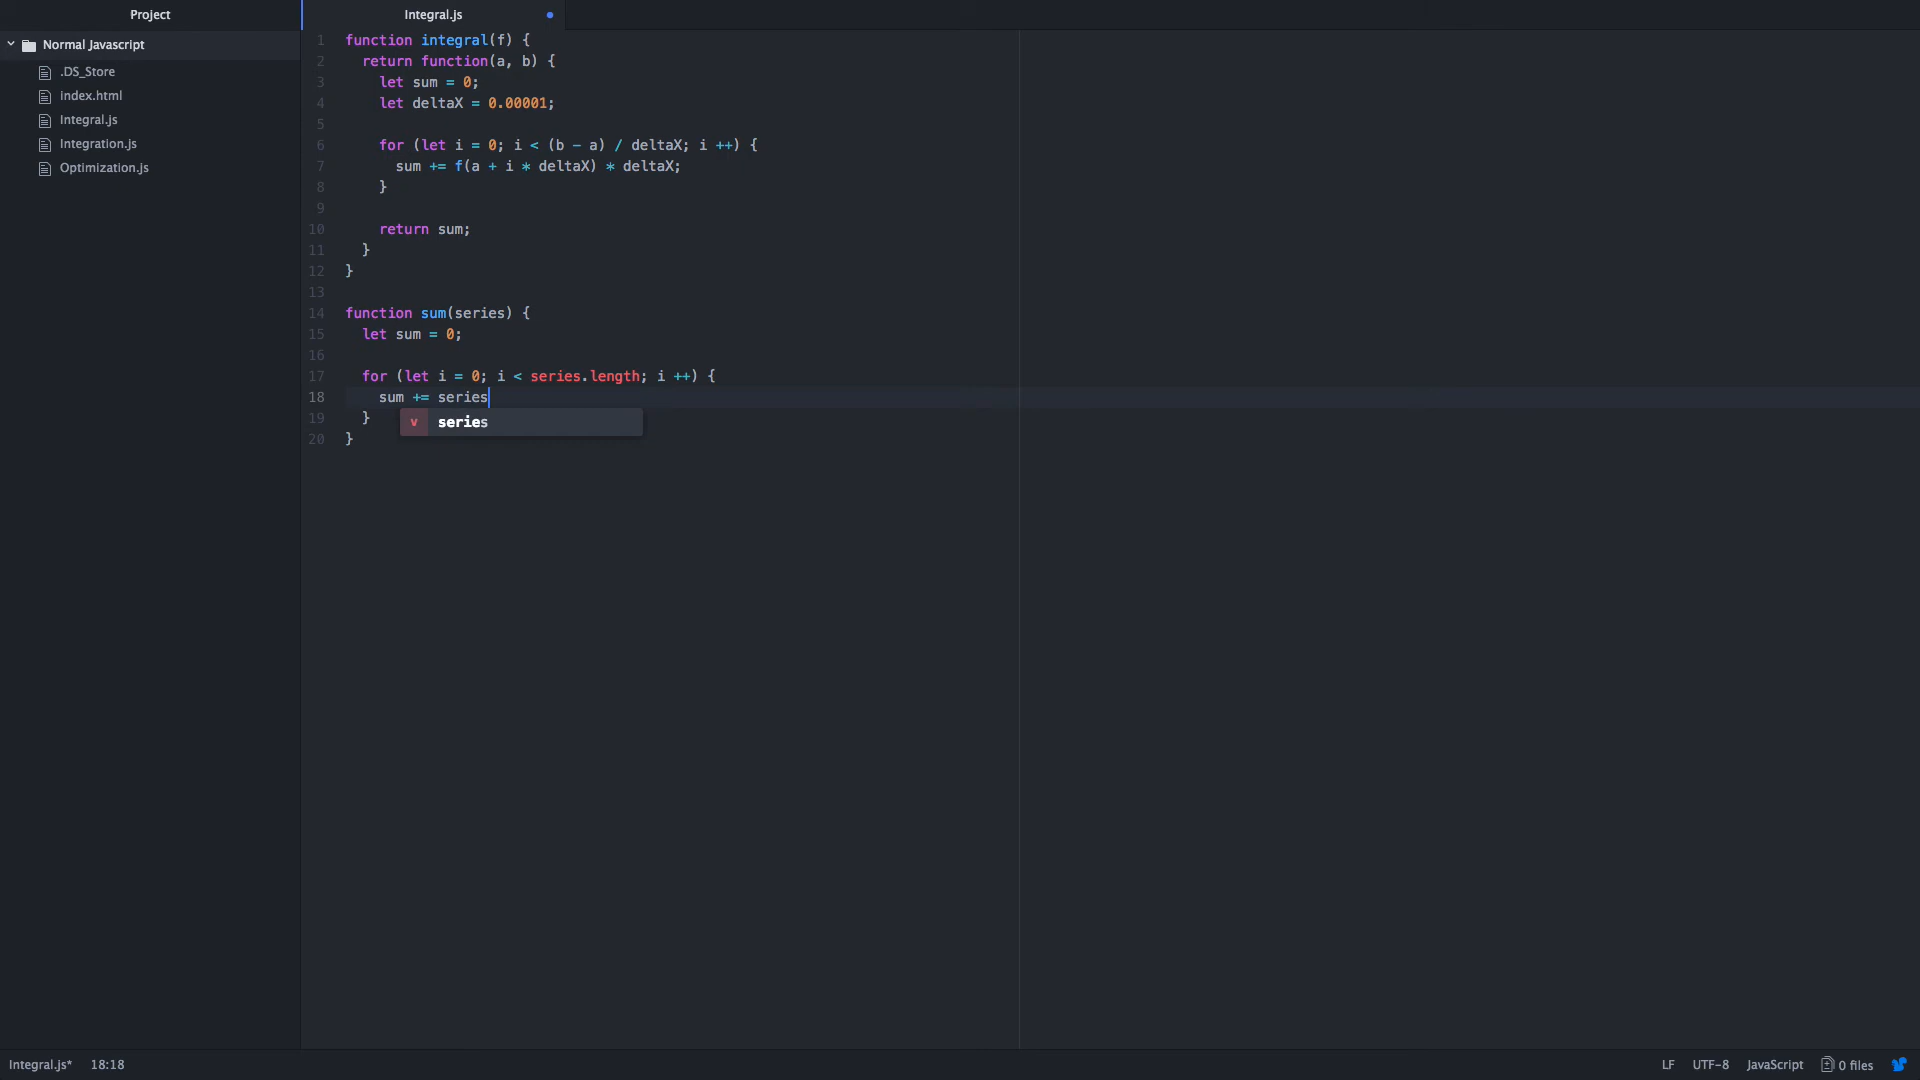 Project
Integral.js
Normal Javascript
.DS_Store
index.html
Integral.js
Integration.js
Optimization.js
1 function integral(f) {
2 return function(a, b) {
3 let sum = 0;
4 let deltaX = 0.00001;
5
6 for (let i = 0; i < (b - a) / deltaX; i ++) {
7 sum += f(a + i * deltaX) * deltaX;
8 }
9
10 return sum;
11 }
12 }
13
14 function sum(series) {
15 let sum = 0;
16
17 for (let i = 0; i < series.length; i ++) {
18 sum += series
19 }
v series
20 }
Integral.js* 18:18 LF UTF-8 JavaScript 0 files